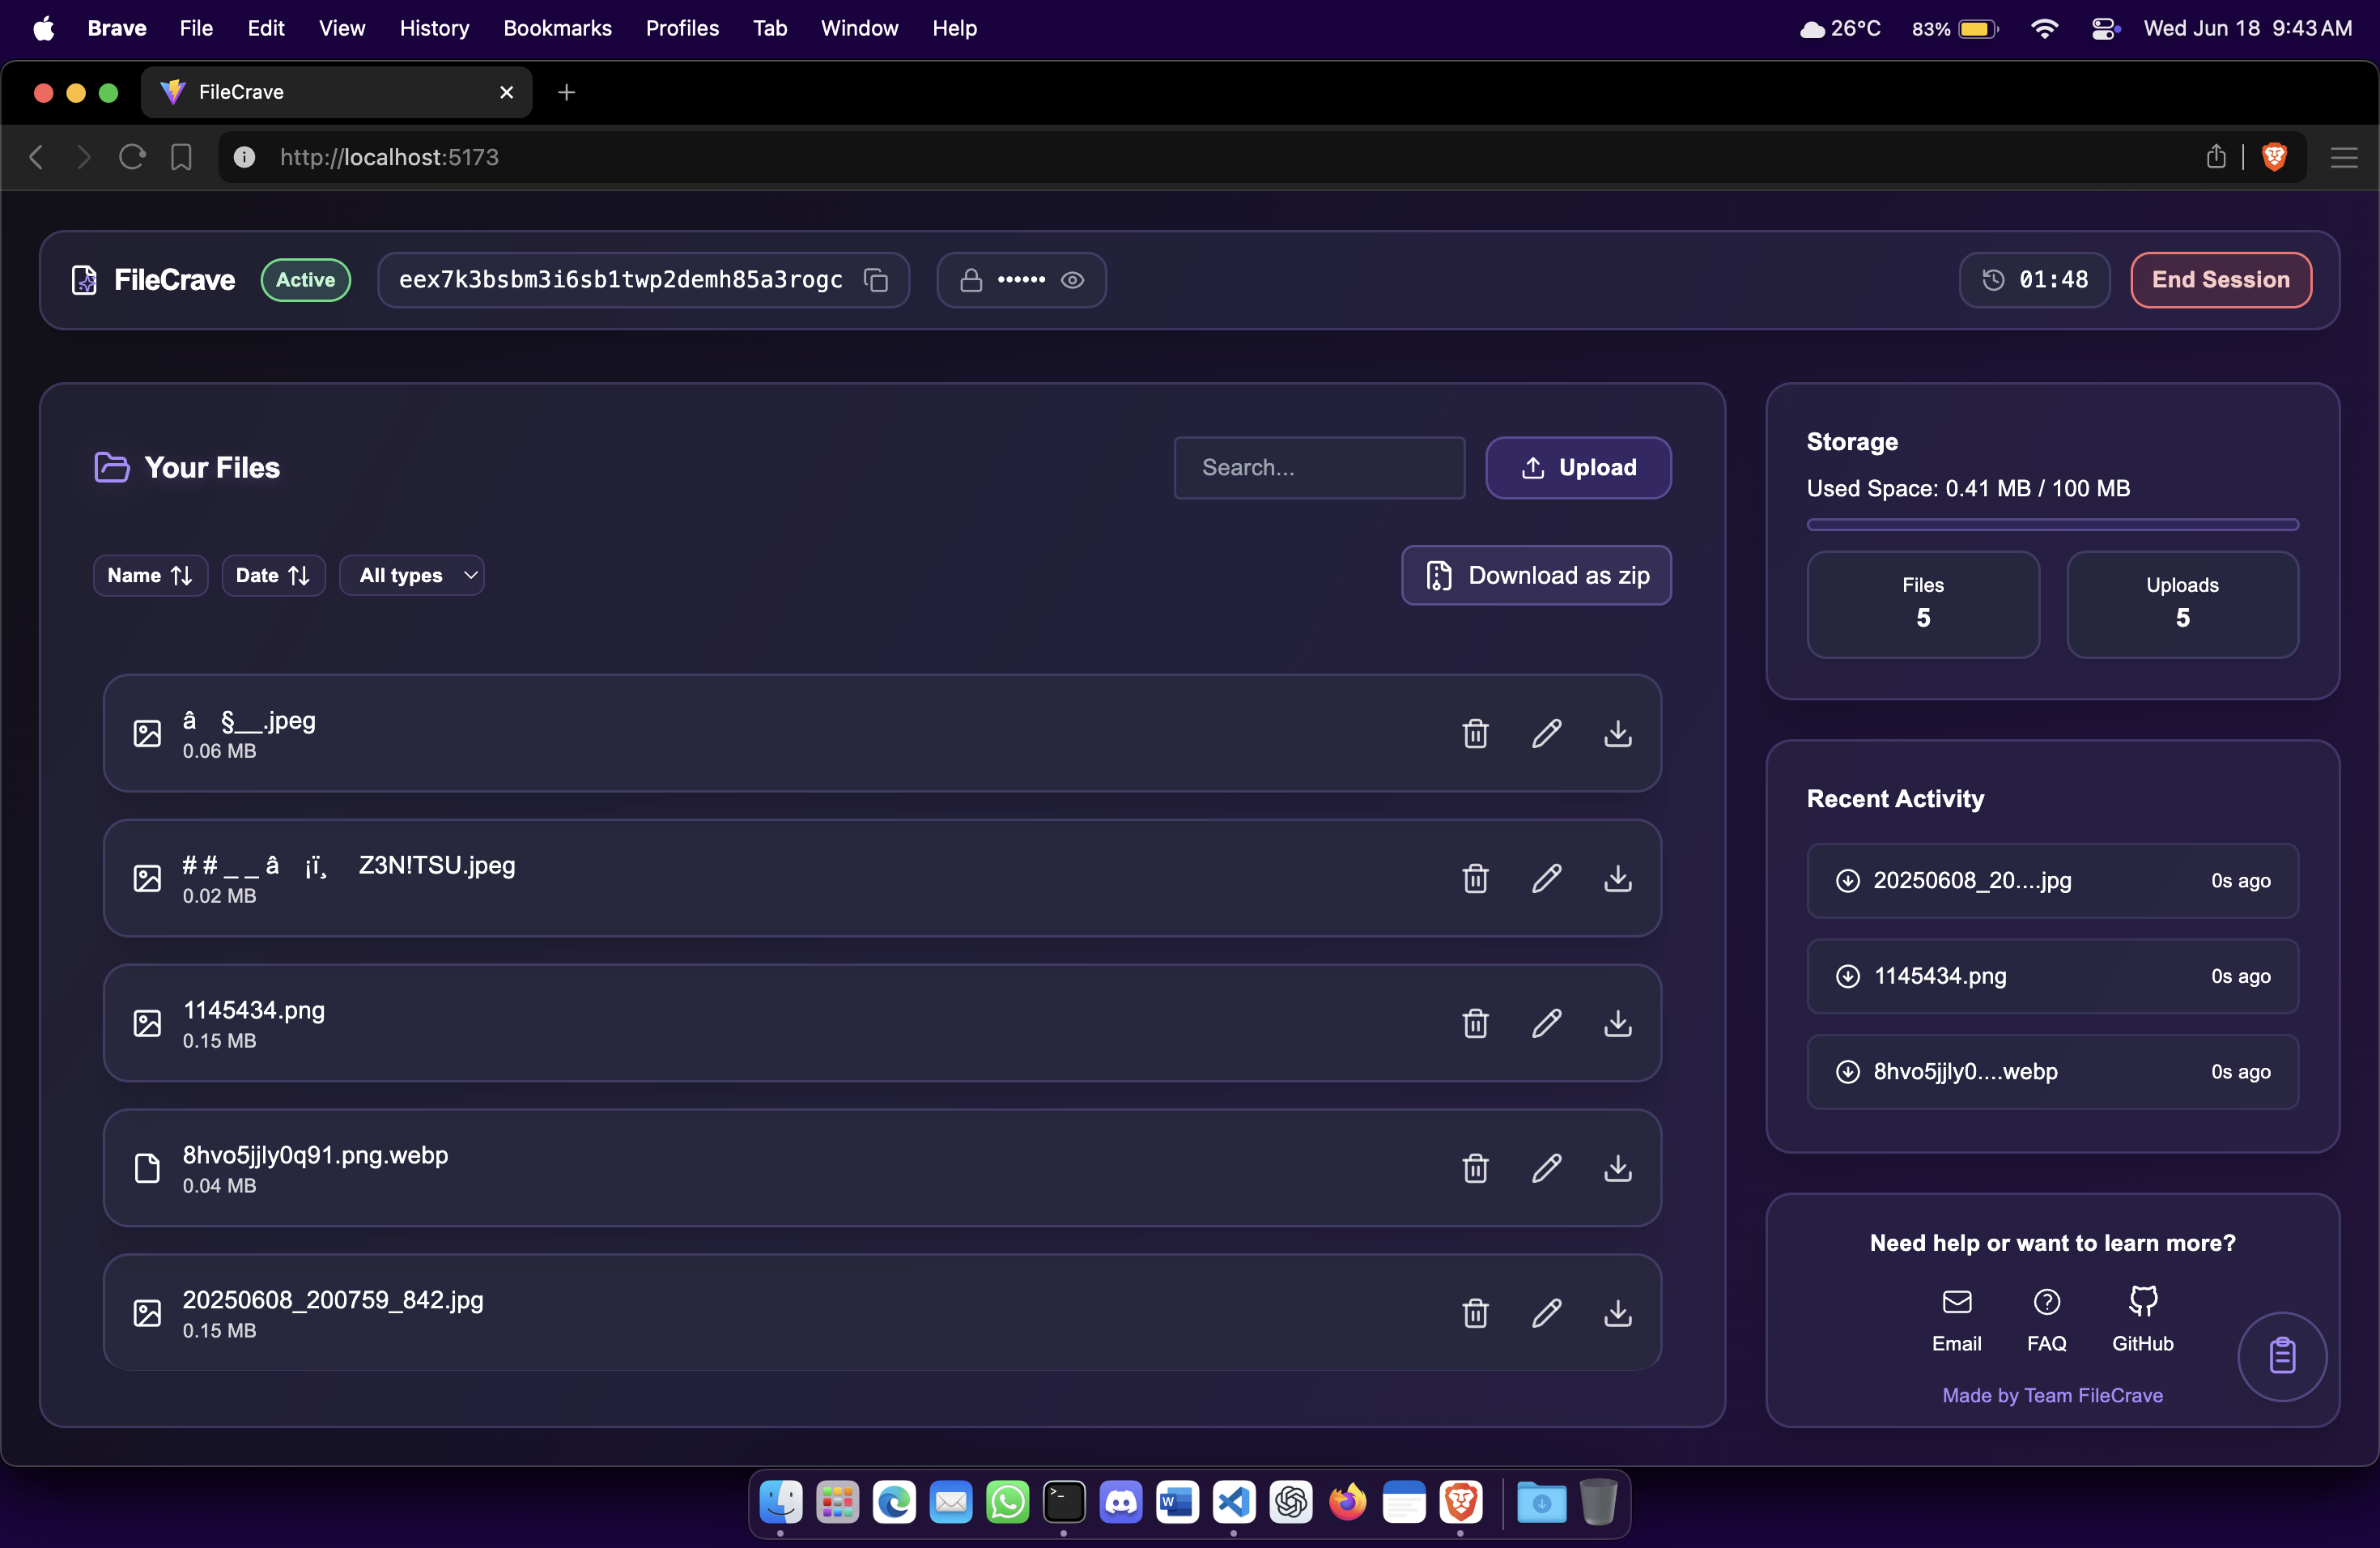 Brave File Edit View History Bookmarks Profiles Tab Window Help 26°C 83% Wed Jun 18 9:43 AM
FileCrave
http://localhost:5173
FileCrave Active eex7k3bsbm3i6sb1twp2demh85a3rogc •••••• 01:48 End Session
Your Files Search... Upload
Name Date All types Download as zip
â §__.jpeg
0.06 MB
# # _ _ â ¡ï¸ Z3N!TSU.jpeg
0.02 MB
1145434.png
0.15 MB
8hvo5jjly0q91.png.webp
0.04 MB
20250608_200759_842.jpg
0.15 MB
Storage
Used Space: 0.41 MB / 100 MB
Files Uploads
5 5
Recent Activity
20250608_20....jpg 0s ago
1145434.png 0s ago
8hvo5jjly0....webp 0s ago
Need help or want to learn more?
Email FAQ GitHub
Made by Team FileCrave